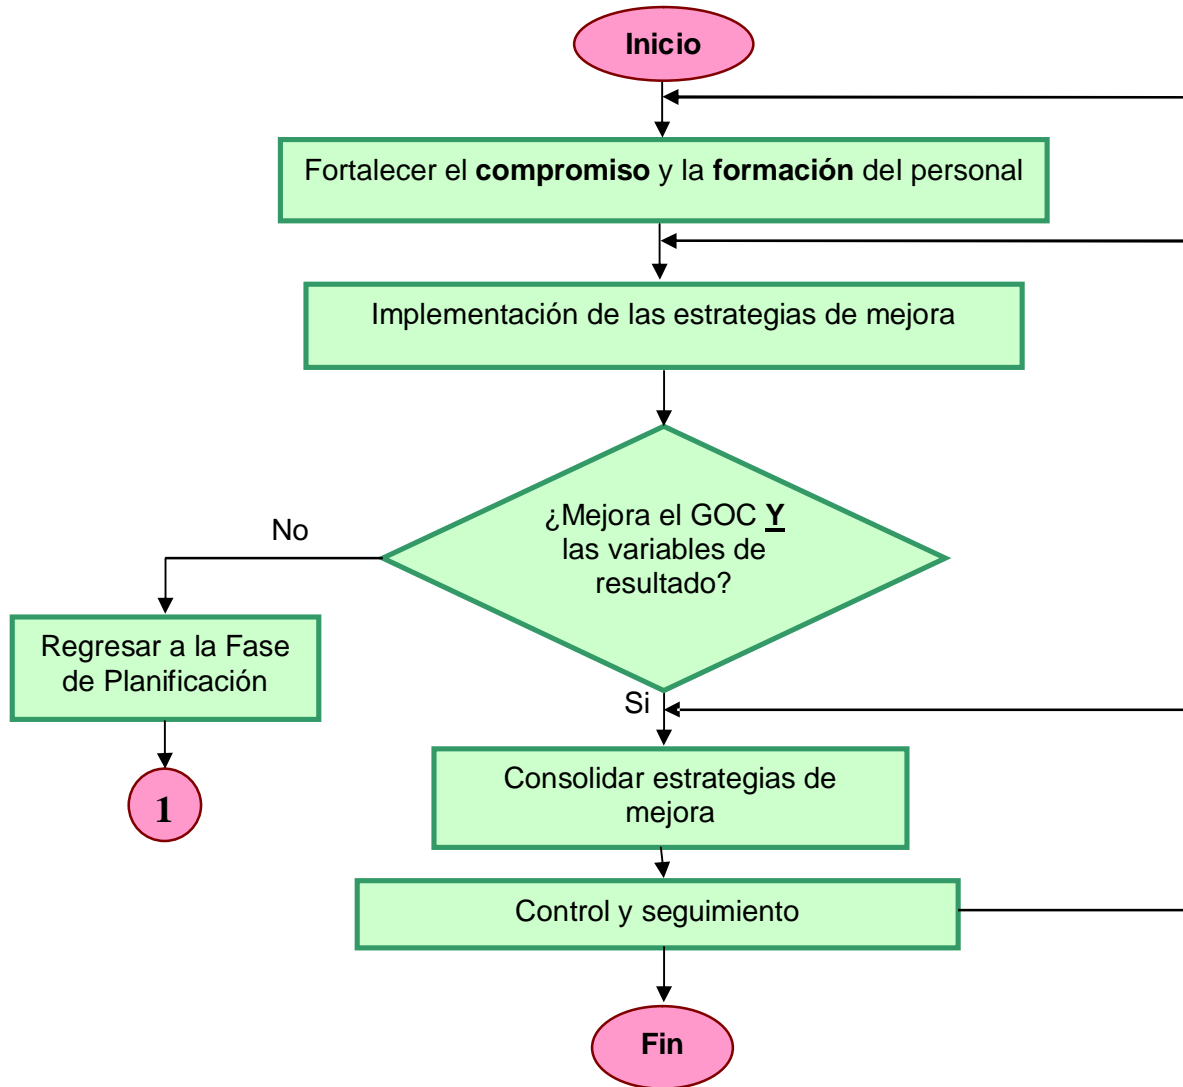 Inicio
Fortalecer el compromiso y la formación del personal
Implementación de las estrategias de mejora
¿Mejora el GOC Y
las variables de
resultado?
No
Regresar a la Fase
de Planificación
1
Si
Consolidar estrategias de
mejora
Control y seguimiento
Fin